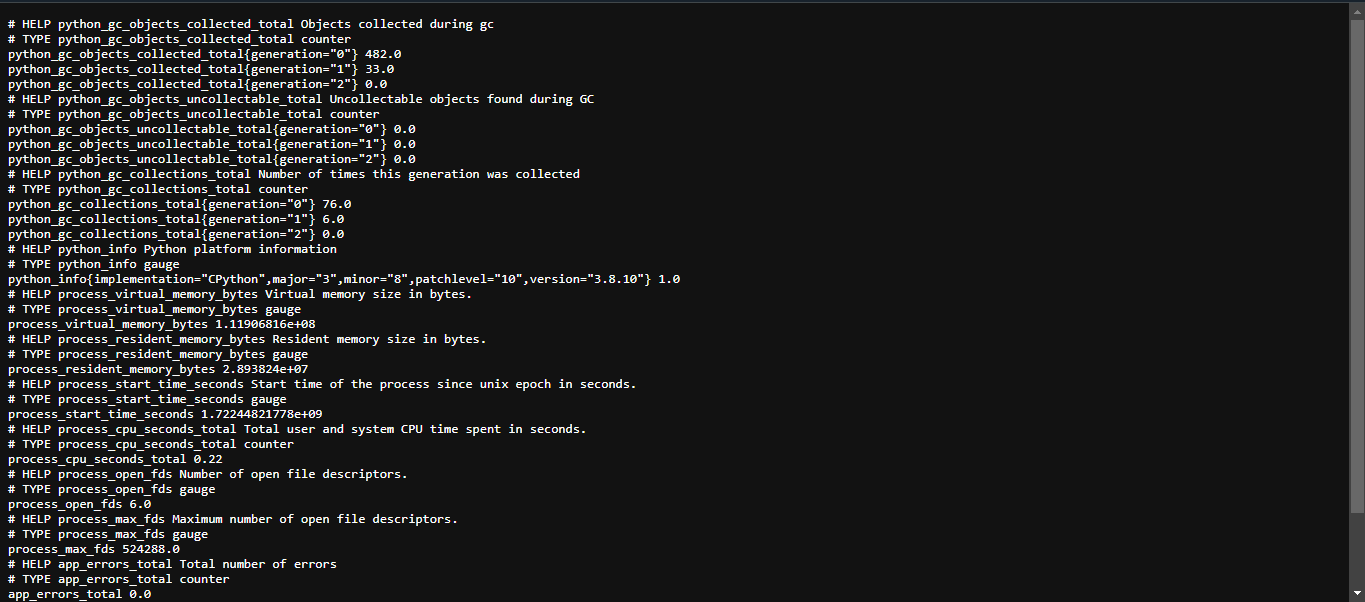 # HELP python_gc_objects_collected_total Objects collected during gc
# TYPE python_gc_objects_collected_total counter
python_gc_objects_collected_total{generation="0"} 482.0
python_gc_objects_collected_total{generation="1"} 33.0
python_gc_objects_collected_total{generation="2"} 0.0
# HELP python_gc_objects_uncollectable_total Uncollectable objects found during GC
# TYPE python_gc_objects_uncollectable_total counter
python_gc_objects_uncollectable_total{generation="0"} 0.0
python_gc_objects_uncollectable_total{generation="1"} 0.0
python_gc_objects_uncollectable_total{generation="2"} 0.0
# HELP python_gc_collections_total Number of times this generation was collected
# TYPE python_gc_collections_total counter
python_gc_collections_total{generation="0"} 76.0
python_gc_collections_total{generation="1"} 6.0
python_gc_collections_total{generation="2"} 0.0
# HELP python_info Python platform information
# TYPE python_info gauge
python_info{implementation="CPython",major="3",minor="8",patchlevel="10",version="3.8.10"} 1.0
# HELP process_virtual_memory_bytes Virtual memory size in bytes.
# TYPE process_virtual_memory_bytes gauge
process_virtual_memory_bytes 1.11906816e+08
# HELP process_resident_memory_bytes Resident memory size in bytes.
# TYPE process_resident_memory_bytes gauge
process_resident_memory_bytes 2.893824e+07
# HELP process_start_time_seconds Start time of the process since unix epoch in seconds.
# TYPE process_start_time_seconds gauge
process_start_time_seconds 1.72244821778e+09
# HELP process_cpu_seconds_total Total user and system CPU time spent in seconds.
# TYPE process_cpu_seconds_total counter
process_cpu_seconds_total 0.22
# HELP process_open_fds Number of open file descriptors.
# TYPE process_open_fds gauge
process_open_fds 6.0
# HELP process_max_fds Maximum number of open file descriptors.
# TYPE process_max_fds gauge
process_max_fds 524288.0
# HELP app_errors_total Total number of errors
# TYPE app_errors_total counter
app_errors_total 0.0